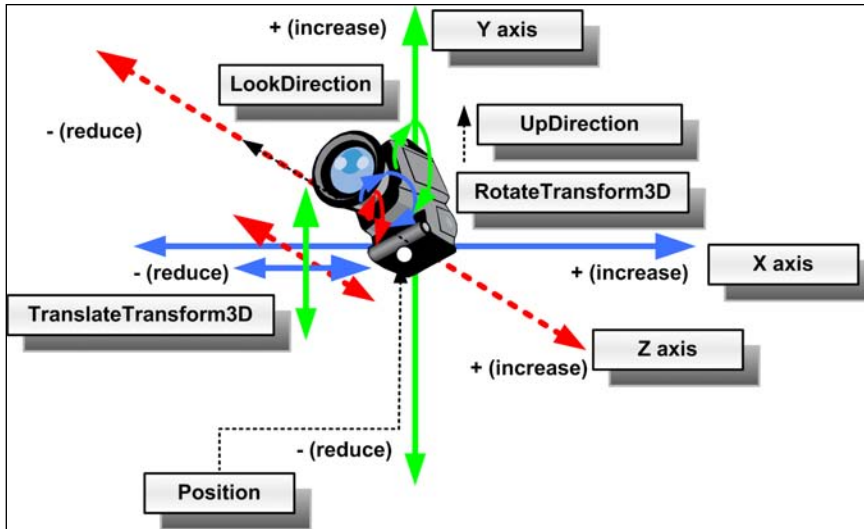 + (increase)
Y axis
LookDirection
- (reduce)
UpDirection
RotateTransform3D
- (reduce)
+ (increase)
X axis
TranslateTransform3D
Z axis
+ (increase)
- (reduce)
Position